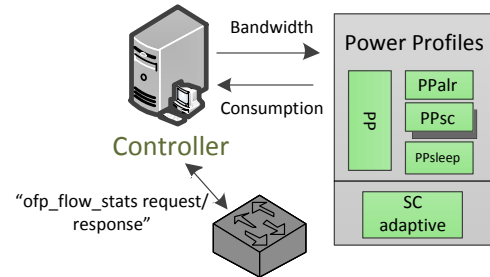 Bandwidth
Consumption
Controller
“ofp_flow_stats request/
response”
Power Profiles
PP
PPalr
PPsc
PPsleep
SC
adaptive